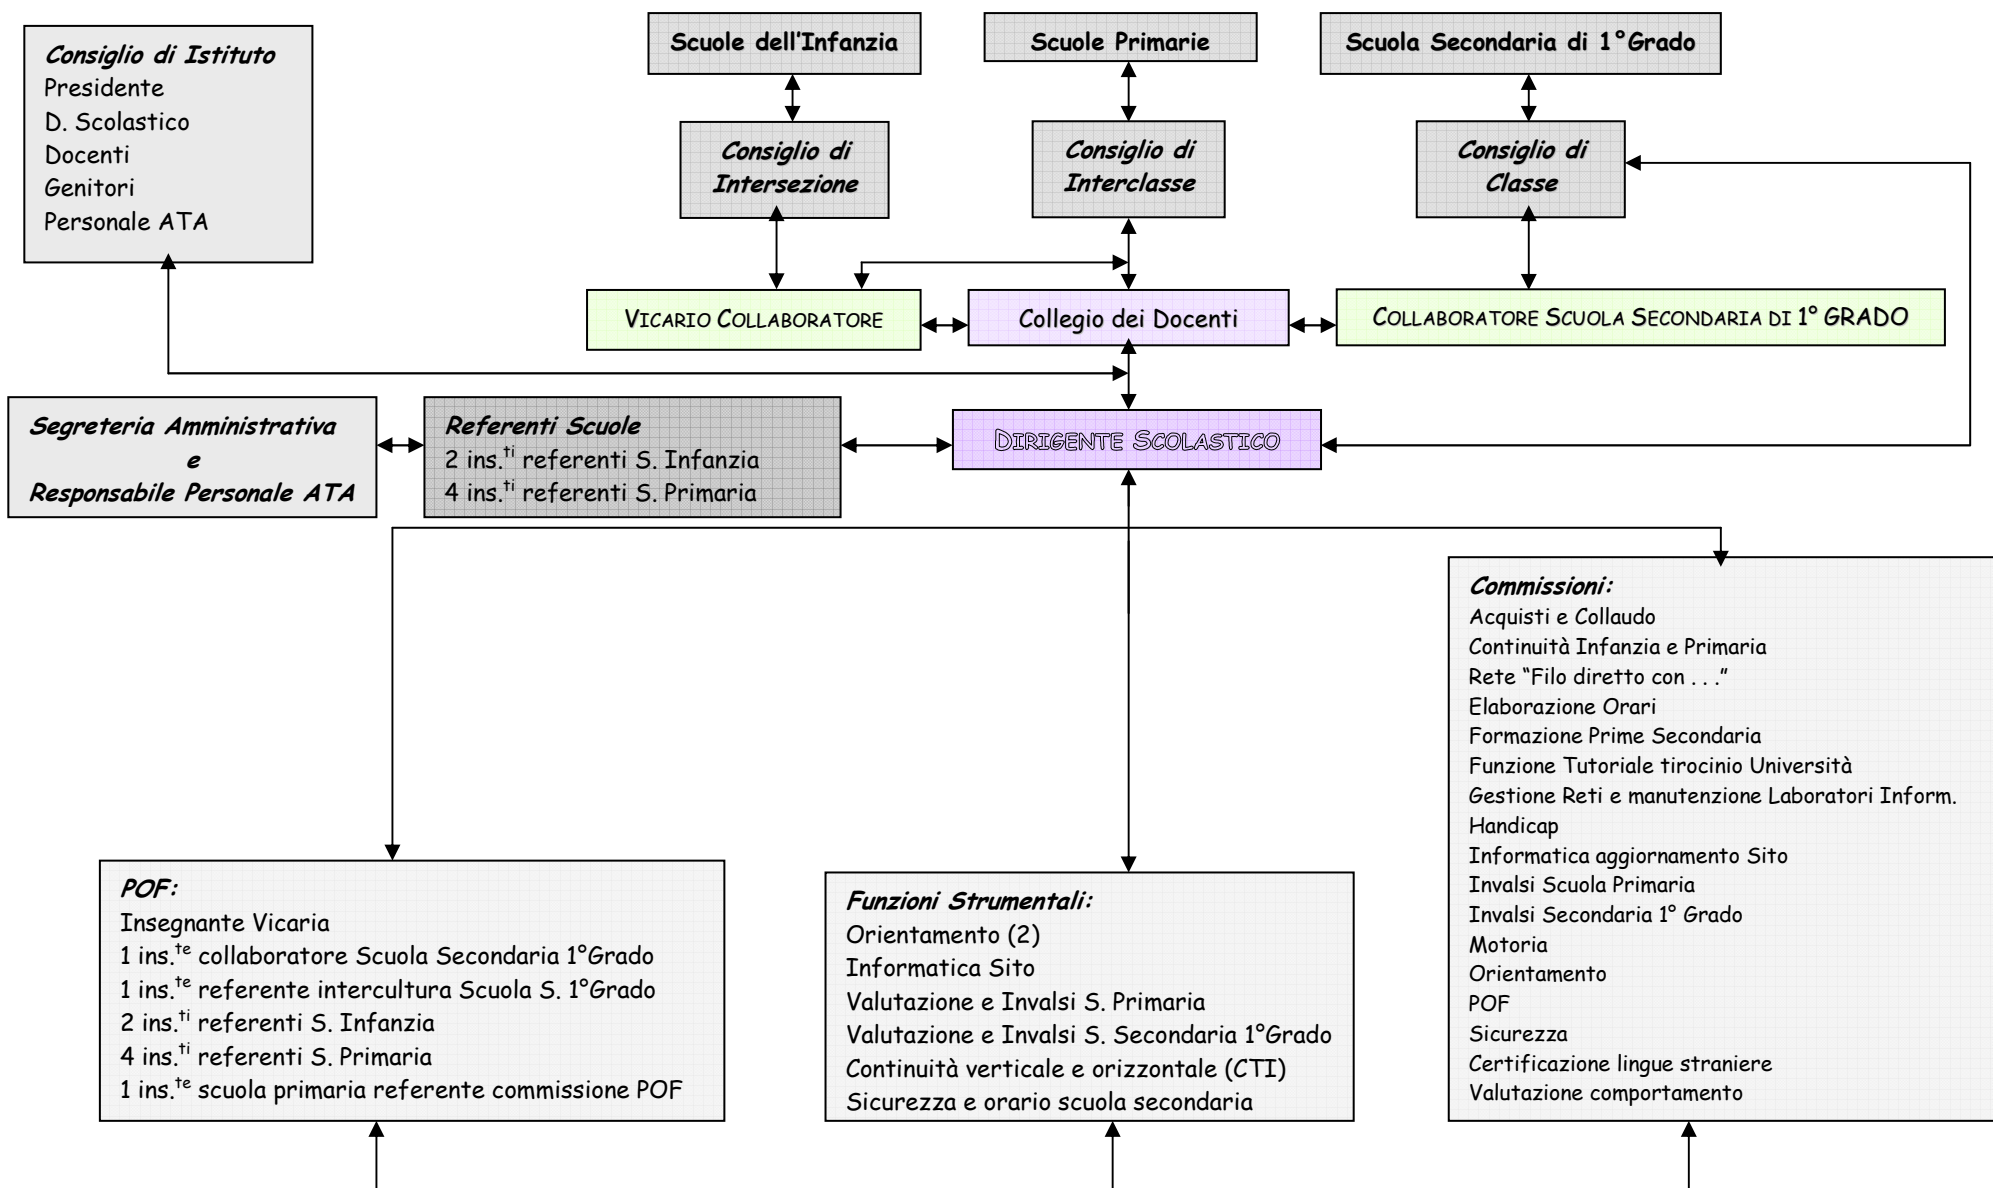 Consiglio di Istituto
Presidente
D. Scolastico
Docenti
Genitori
Personale ATA
Scuole dell'Infanzia
Scuole Primarie
Scuola Secondaria di 1°Grado
Consiglio di
Intersezione
Consiglio di
Interclasse
Consiglio di
Classe
VICARIO COLLABORATORE
Collegio dei Docenti
COLLABORATORE SCUOLA SECONDARIA DI 1° GRADO
Segreteria Amministrativa
e
Responsabile Personale ATA
Referenti Scuole
2 ins.ti referenti S. Infanzia
4 ins.ti referenti S. Primaria
DIRIGENTE SCOLASTICO
POF:
Insegnante Vicaria
1 ins.te collaboratore Scuola Secondaria 1°Grado
1 ins.te referente intercultura Scuola S. 1°Grado
2 ins.ti referenti S. Infanzia
4 ins.ti referenti S. Primaria
1 ins.te scuola primaria referente commissione POF
Funzioni Strumentali:
Orientamento (2)
Informatica Sito
Valutazione e Invalsi S. Primaria
Valutazione e Invalsi S. Secondaria 1°Grado
Continuità verticale e orizzontale (CTI)
Sicurezza e orario scuola secondaria
Commissioni:
Acquisti e Collaudo
Continuità Infanzia e Primaria
Rete “Filo diretto con . . .”
Elaborazione Orari
Formazione Prime Secondaria
Funzione Tutoriale tirocinio Università
Gestione Reti e manutenzione Laboratori Inform.
Handicap
Informatica aggiornamento Sito
Invalsi Scuola Primaria
Invalsi Secondaria 1° Grado
Motoria
Orientamento
POF
Sicurezza
Certificazione lingue straniere
Valutazione comportamento